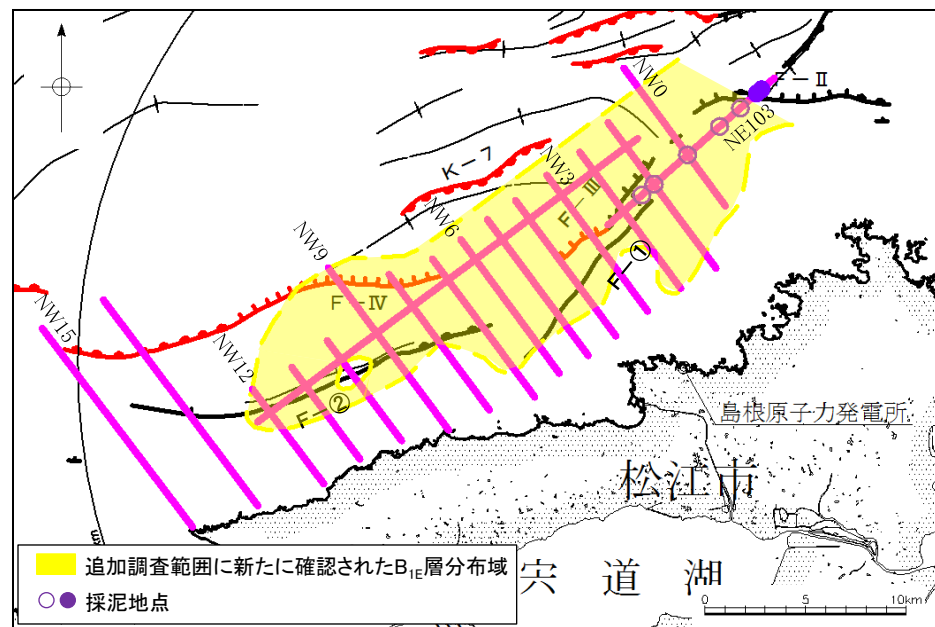 NW0
F-Ⅱ
NE103
K-7
NW3
F-Ⅲ
NW6
F-①
NW9
F-Ⅳ
NW15
NW12
F-②
島根原子力発電所
松江市
宍道湖
追加調査範囲に新たに確認されたB1E層分布域
採泥地点
0 10km